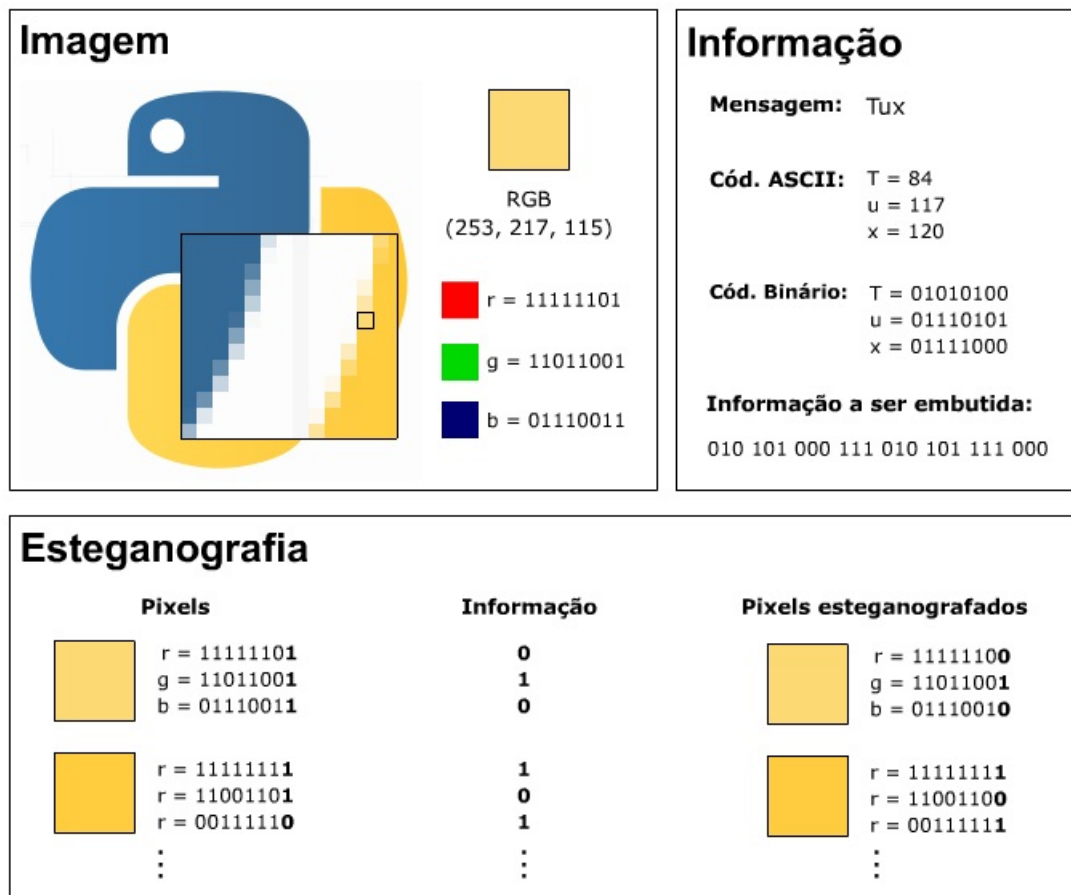 Imagem
RGB
(253, 217, 115)
r = 11111101
g = 11011001
b = 01110011
Informação
Mensagem: Tux
Cód. ASCII: T = 84
u = 117
x = 120
Cód. Binário: T = 01010100
u = 01110101
x = 01111000
Informação a ser embutida:
010 101 000 111 010 101 111 000
Esteganografia
Pixels Informação Pixels esteganografados
r = 11111101 0 r = 11111100
g = 11011001 1 g = 11011001
b = 01110011 0 b = 01110010
r = 11111111 1 r = 11111111
r = 11001101 0 r = 11001100
r = 00111110 1 r = 00111111
⋮ ⋮ ⋮